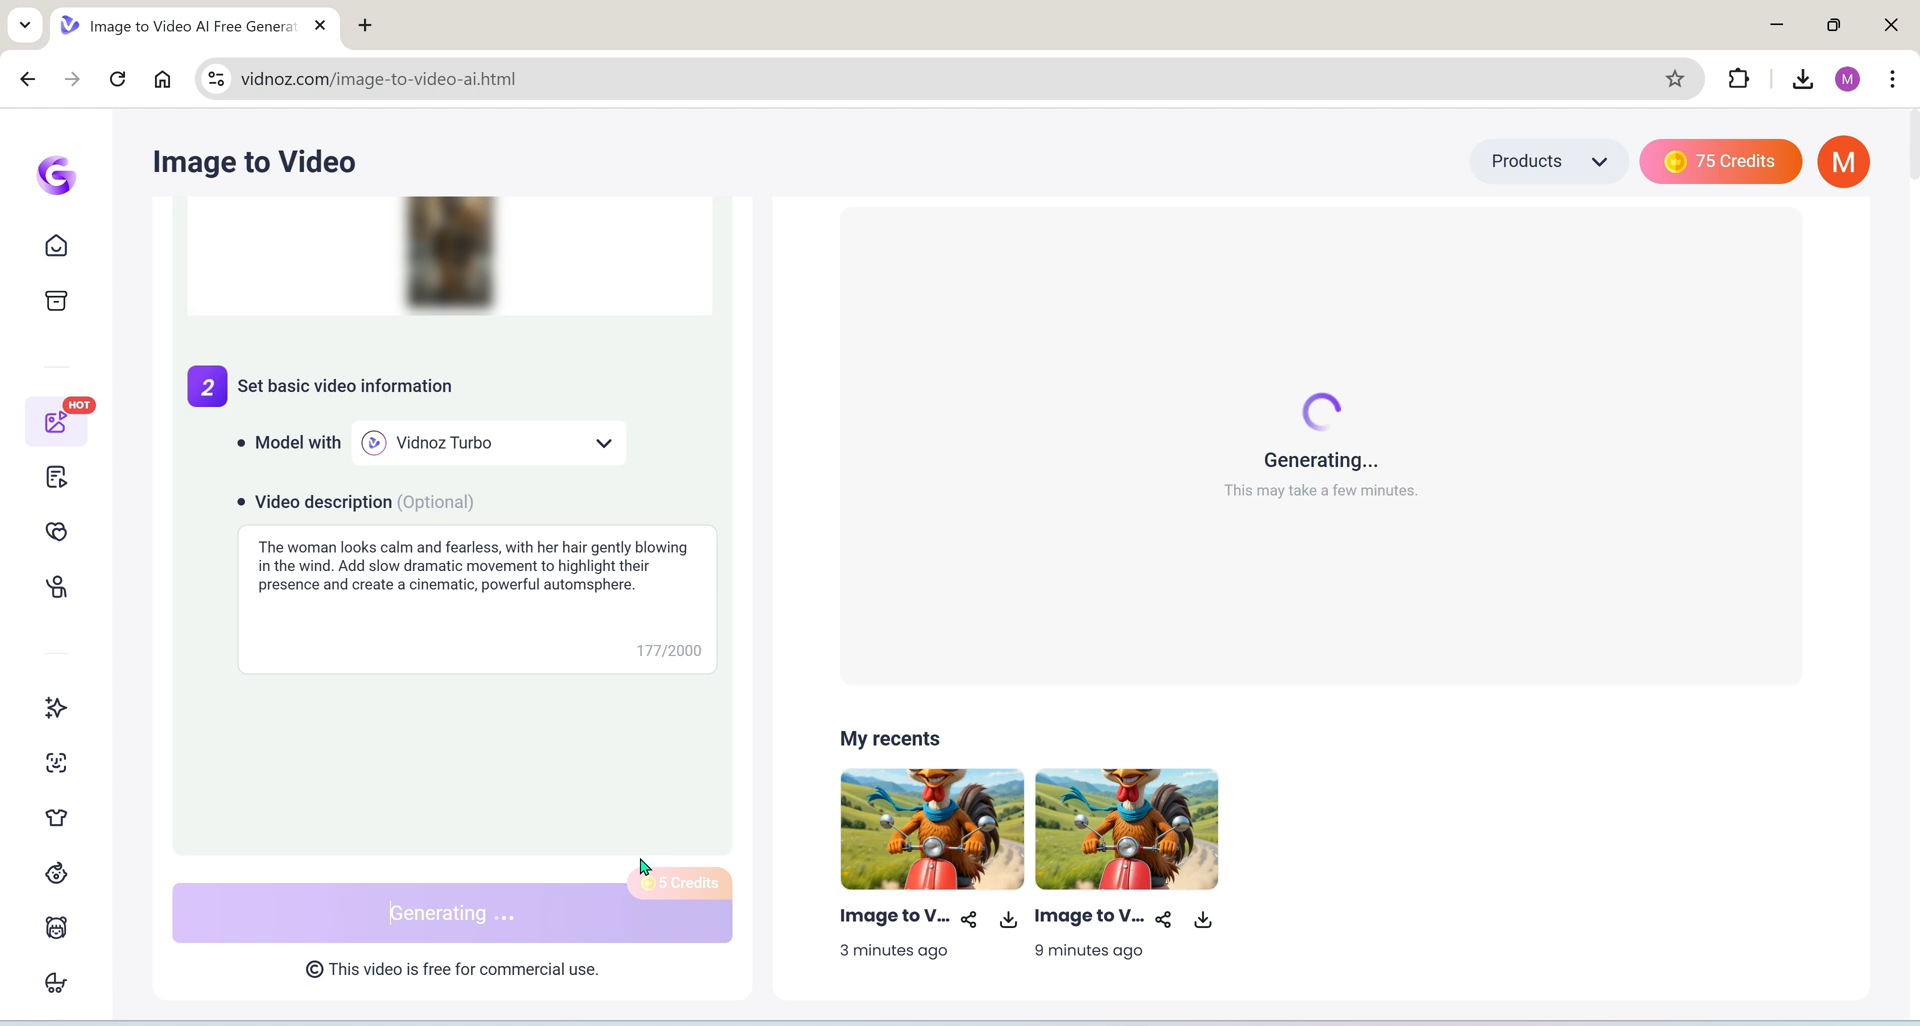 Image to Video AI Free Generat
vidnoz.com/image-to-video-ai.html
M
Image to Video
Products
75 Credits
M
HOT
2
Set basic video information
Model with
Vidnoz Turbo
Video description (Optional)
The woman looks calm and fearless, with her hair gently blowing
in the wind. Add slow dramatic movement to highlight their
presence and create a cinematic, powerful automsphere.
177/2000
5 Credits
Generating ...
© This video is free for commercial use.
Generating...
This may take a few minutes.
My recents
Image to V...
3 minutes ago
Image to V...
9 minutes ago